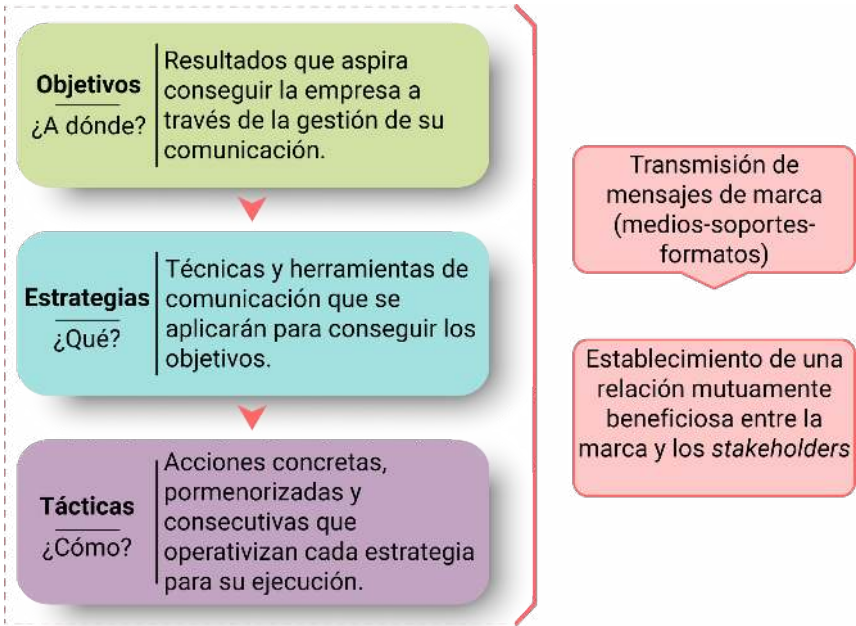 Objetivos
¿A dónde?
Resultados que aspira
conseguir la empresa a
través de la gestión de su
comunicación.
Estrategias
¿Qué?
Técnicas y herramientas de
comunicación que se
aplicarán para conseguir los
objetivos.
Tácticas
¿Cómo?
Acciones concretas,
pormenorizadas y
consecutivas que
operativizan cada estrategia
para su ejecución.
Transmisión de
mensajes de marca
(medios-soportes-
formatos)
Establecimiento de una
relación mutuamente
beneficiosa entre la
marca y los stakeholders